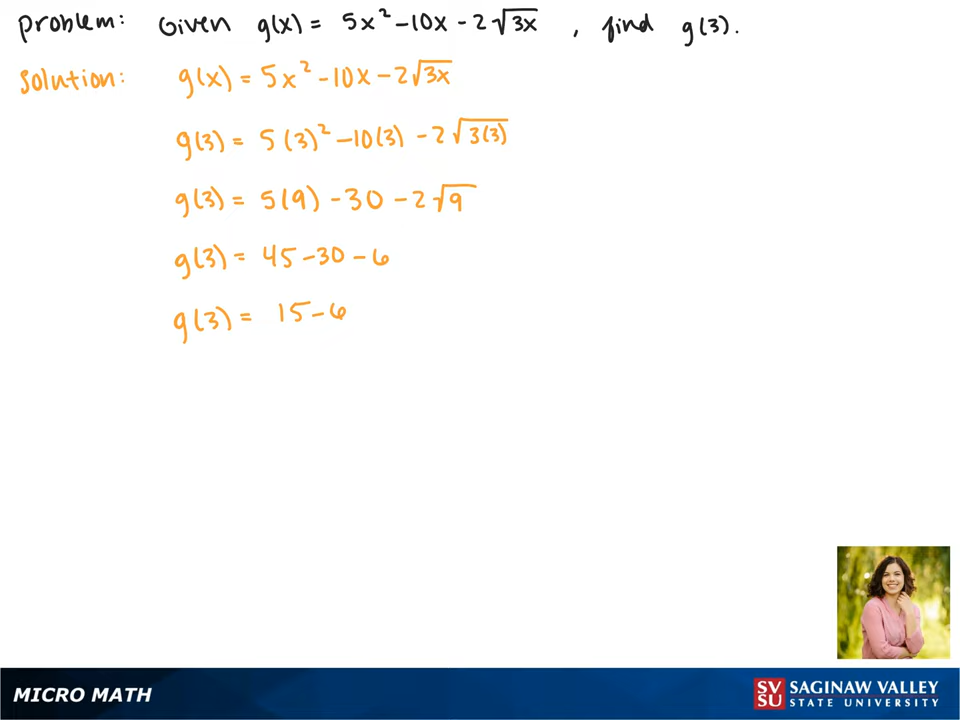 problem: Given g(x) = 5x² - 10x - 2√3x , find g(3).
Solution: g(x) = 5x² - 10x - 2√3x
g(3) = 5(3)² - 10(3) - 2√3(3)
g(3) = 5(9) - 30 - 2√9
g(3) = 45 - 30 - 6
g(3) = 15 - 6
MICRO MATH
SV
SU
SAGINAW VALLEY
STATE UNIVERSITY